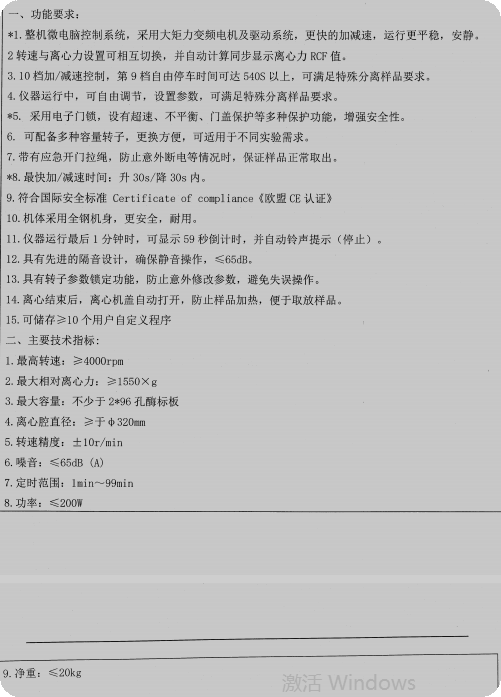 一、功能要求:
*1.整机微电脑控制系统，采用大矩力变频电机及驱动系统，更快的加减速，运行更平稳，安静。
2 转速与离心力设置可相互切换，并自动计算同步显示离心力 RCF 值。
3.10 档加/减速控制，第 9 档自由停车时间可达 540S 以上，可满足特殊分离样品要求。
4.仪器运行中，可自由调节，设置参数，可满足特殊分离样品要求。
*5. 采用电子门锁，设有超速、不平衡、门盖保护等多种保护功能，增强安全性。
6. 可配备多种容量转子，更换方便，可适用于不同实验需求。
7.带有应急开门拉绳，防止意外断电等情况时，保证样品正常取出。
*8.最快加/减速时间：升 30s/降 30s 内。
9.符合国际安全标准 Certificate of compliance《欧盟 CE 认证》
10.机体采用全钢机身，更安全，耐用。
11.仪器运行最后 1 分钟时，可显示 59 秒倒计时，并自动铃声提示（停止）。
12.具有先进的隔音设计，确保静音操作，≤65dB。
13.具有转子参数锁定功能，防止意外修改参数，避免失误操作。
14.离心结束后，离心机盖自动打开，防止样品加热，便于取放样品。
15.可储存≥10 个用户自定义程序
二、主要技术指标:
1.最高转速：≥4000rpm
2.最大相对离心力：≥1550×g
3.最大容量：不少于 2*96 孔酶标板
4.离心腔直径：≥于φ320mm
5.转速精度：±10r/min
6.噪音：≤65dB (A)
7.定时范围：1min～99min
8.功率：≤200W
9.净重：≤20kg
激活 Windows